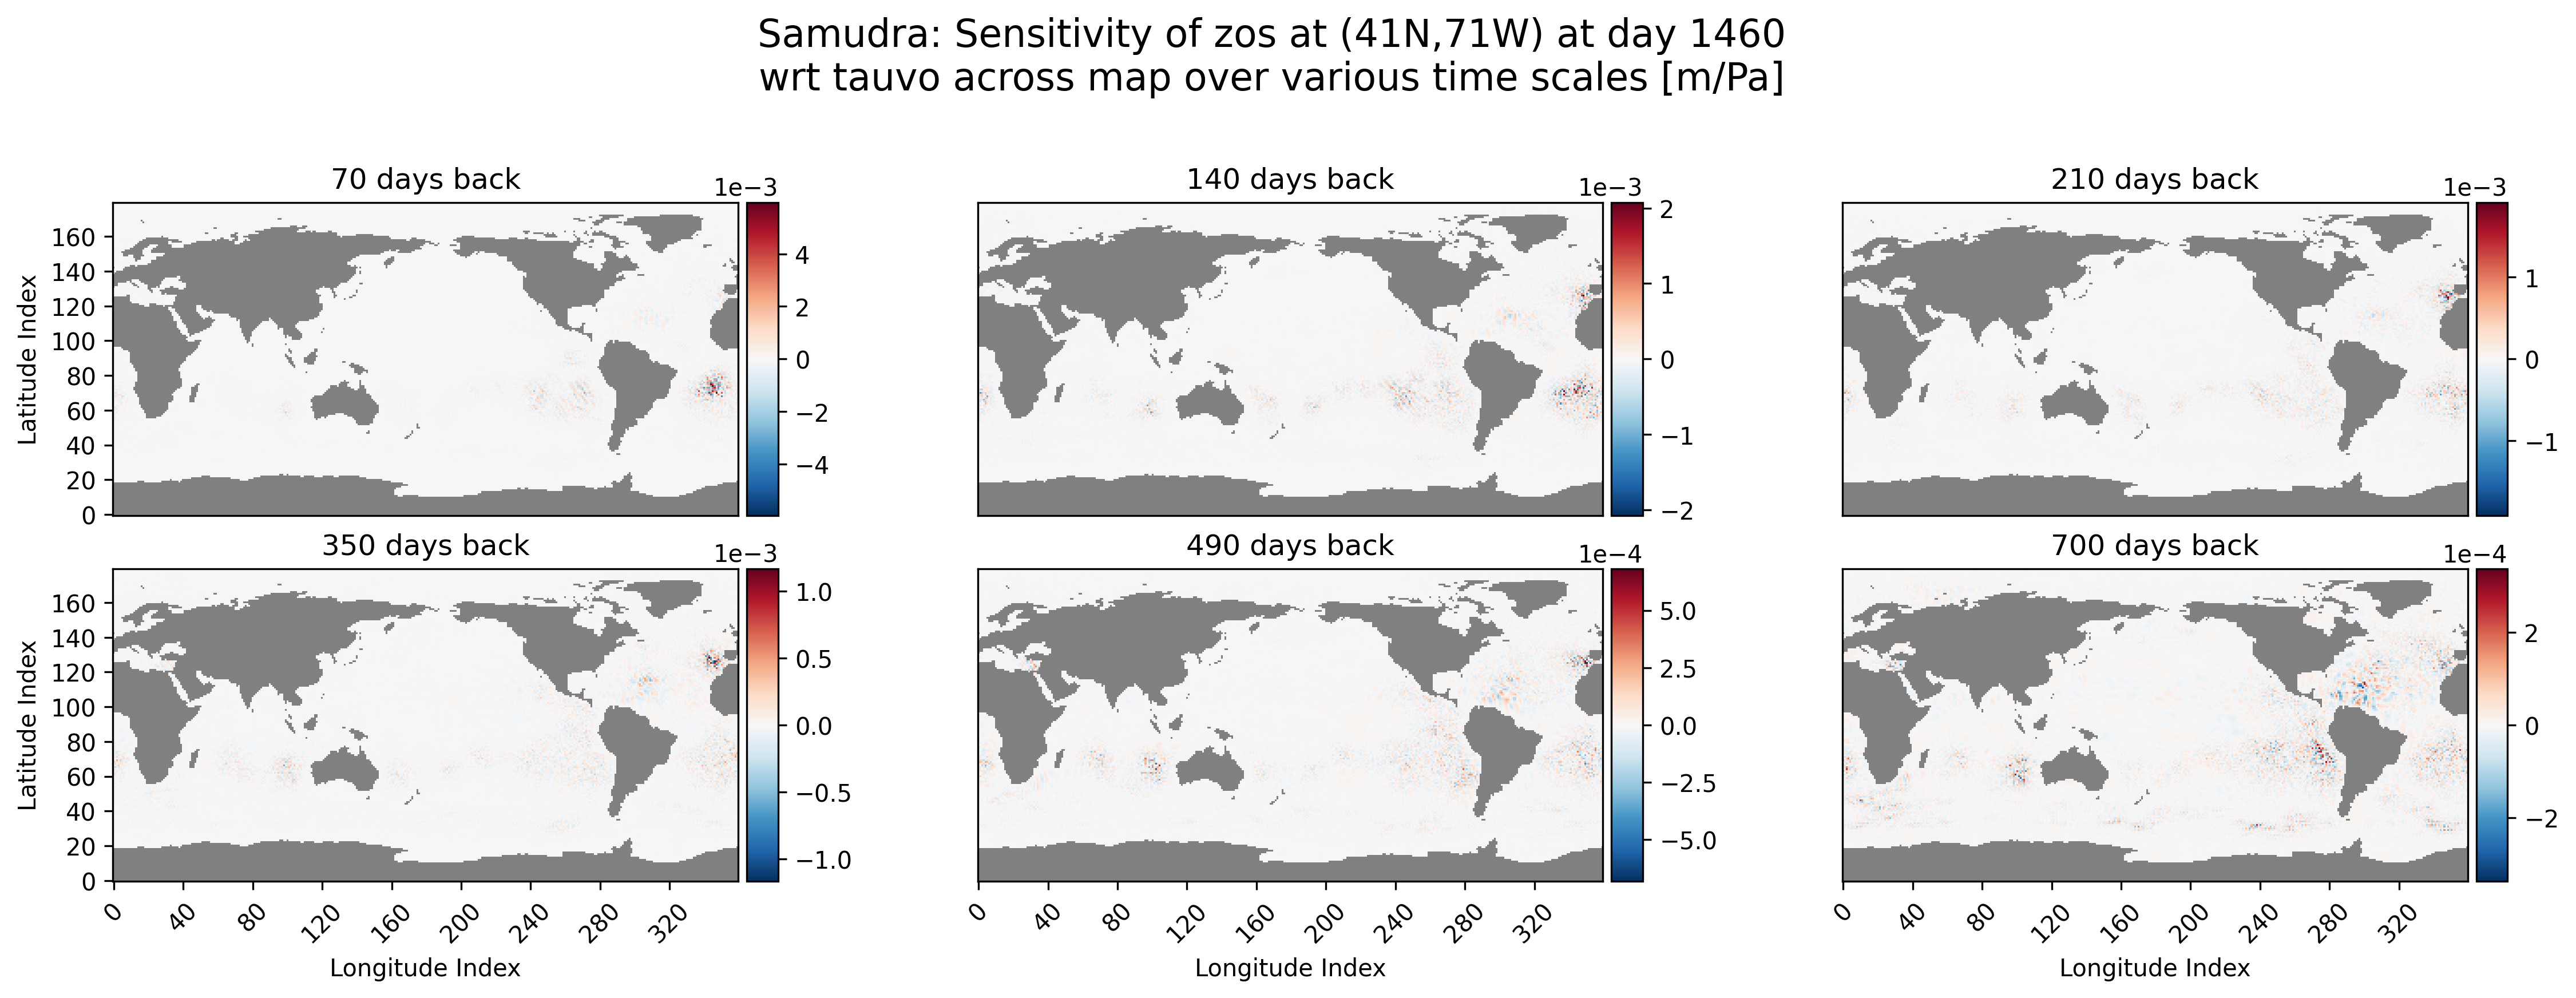 Samudra: Sensitivity of zos at (41N,71W) at day 1460
wrt tauvo across map over various time scales [m/Pa]
70 days back
1e−3
140 days back
1e−3
210 days back
1e−3
Latitude Index
160
140
120
100
80
60
40
20
0
4
2
0
−2
−4
2
1
0
−1
−2
1
0
−1
350 days back
1e−3
490 days back
1e−4
700 days back
1e−4
Latitude Index
160
140
120
100
80
60
40
20
0
1.0
0.5
0.0
−0.5
−1.0
5.0
2.5
0.0
−2.5
−5.0
2
0
−2
0 40 80 120 160 200 240 280 320
0 40 80 120 160 200 240 280 320
0 40 80 120 160 200 240 280 320
Longitude Index
Longitude Index
Longitude Index